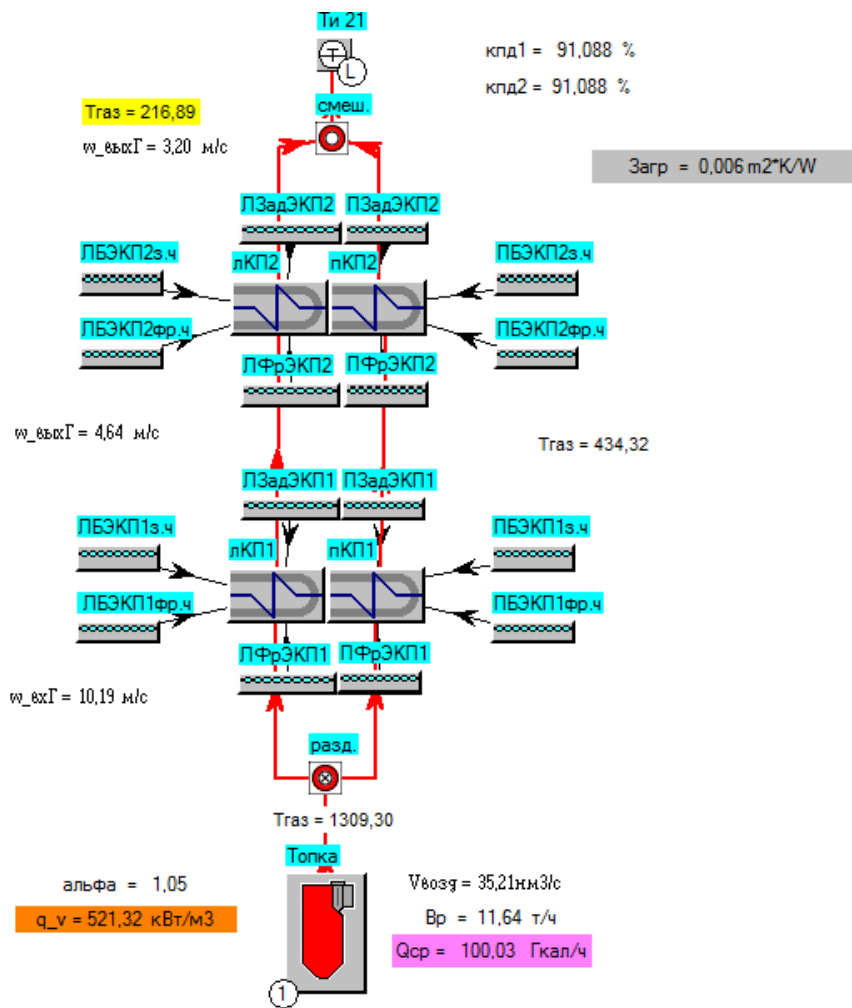 Ти 21
L
кпд1 = 91,088 %
кпд2 = 91,088 %
смеш.
Тгаз = 216,89
w_выхГ = 3,20 м/с
Загр = 0,006 m2*K/W
ЛЗадЭКП2 ПЗадЭКП2
ЛБЭКП2з.ч лКП2 пКП2 ПБЭКП2з.ч
ЛБЭКП2фр.ч ПБЭКП2фр.ч
ЛФрЭКП2 ПФрЭКП2
w_выхГ = 4,64 м/с
Тгаз = 434,32
ЛЗадЭКП1 ПЗадЭКП1
ЛБЭКП1з.ч лКП1 пКП1 ПБЭКП1з.ч
ЛБЭКП1фр.ч ПБЭКП1фр.ч
ЛФрЭКП1 ПФрЭКП1
w_вхГ = 10,19 м/с
разд.
Тгаз = 1309,30
Топка
альфа = 1,05
Vвозд = 35,21нм3/с
q_v = 521,32 кВт/м3
Вр = 11,64 т/ч
Qср = 100,03 Гкал/ч
1